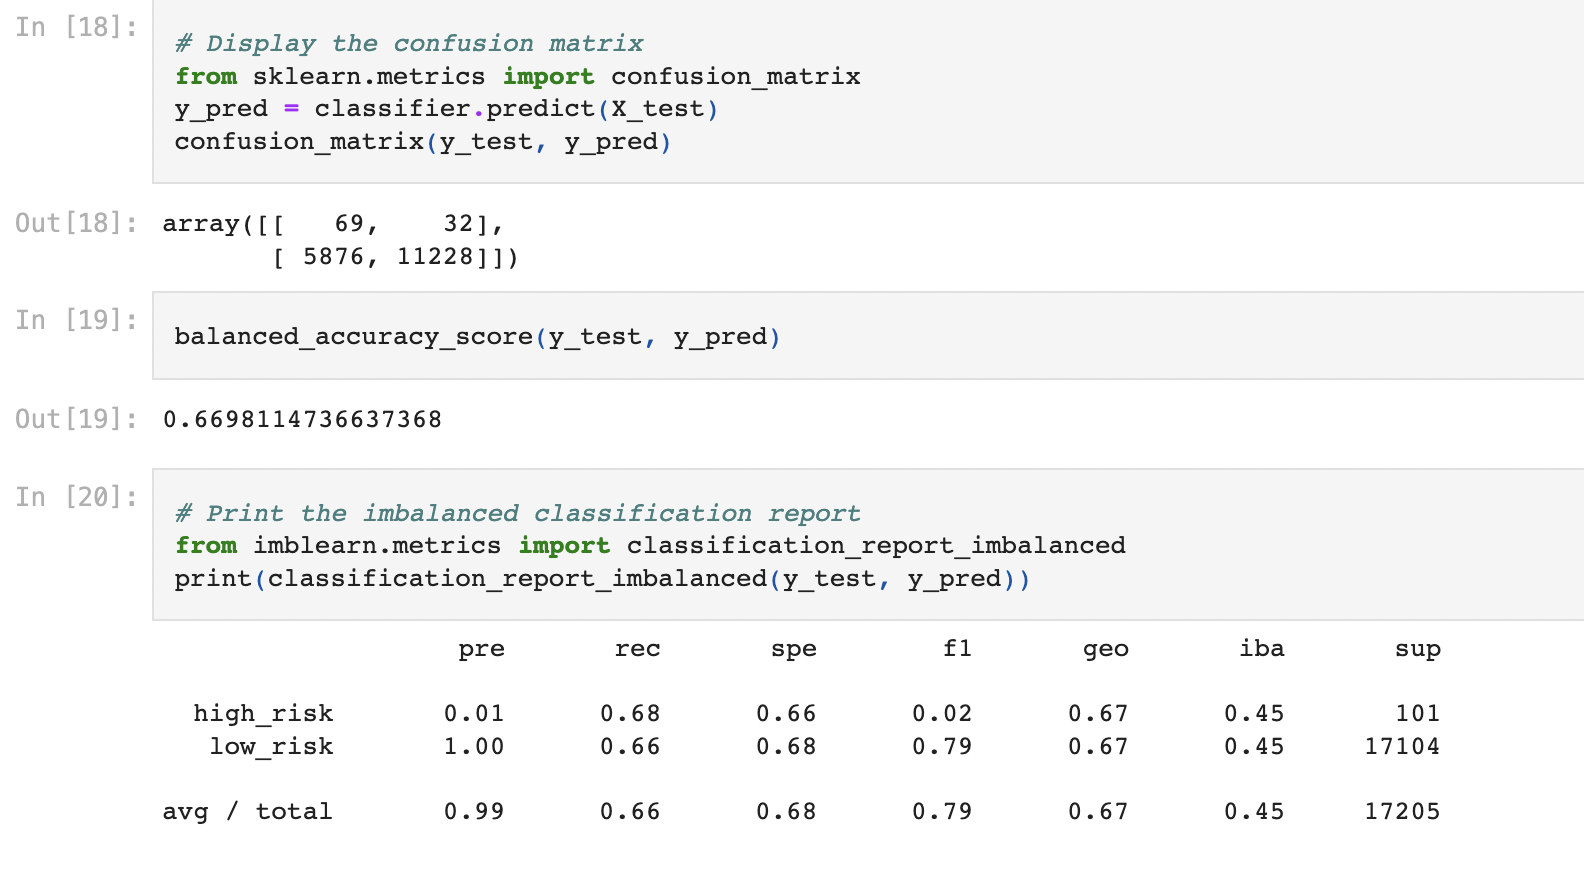 In [18]:
# Display the confusion matrix
from sklearn.metrics import confusion_matrix
y_pred = classifier.predict(X_test)
confusion_matrix(y_test, y_pred)
Out[18]: array([[   69,    32],
       [ 5876, 11228]])
In [19]:
balanced_accuracy_score(y_test, y_pred)
Out[19]: 0.6698114736637368
In [20]:
# Print the imbalanced classification report
from imblearn.metrics import classification_report_imbalanced
print(classification_report_imbalanced(y_test, y_pred))
                   pre       rec       spe        f1       geo       iba       sup
  high_risk       0.01      0.68      0.66      0.02      0.67      0.45       101
   low_risk       1.00      0.66      0.68      0.79      0.67      0.45     17104
avg / total       0.99      0.66      0.68      0.79      0.67      0.45     17205